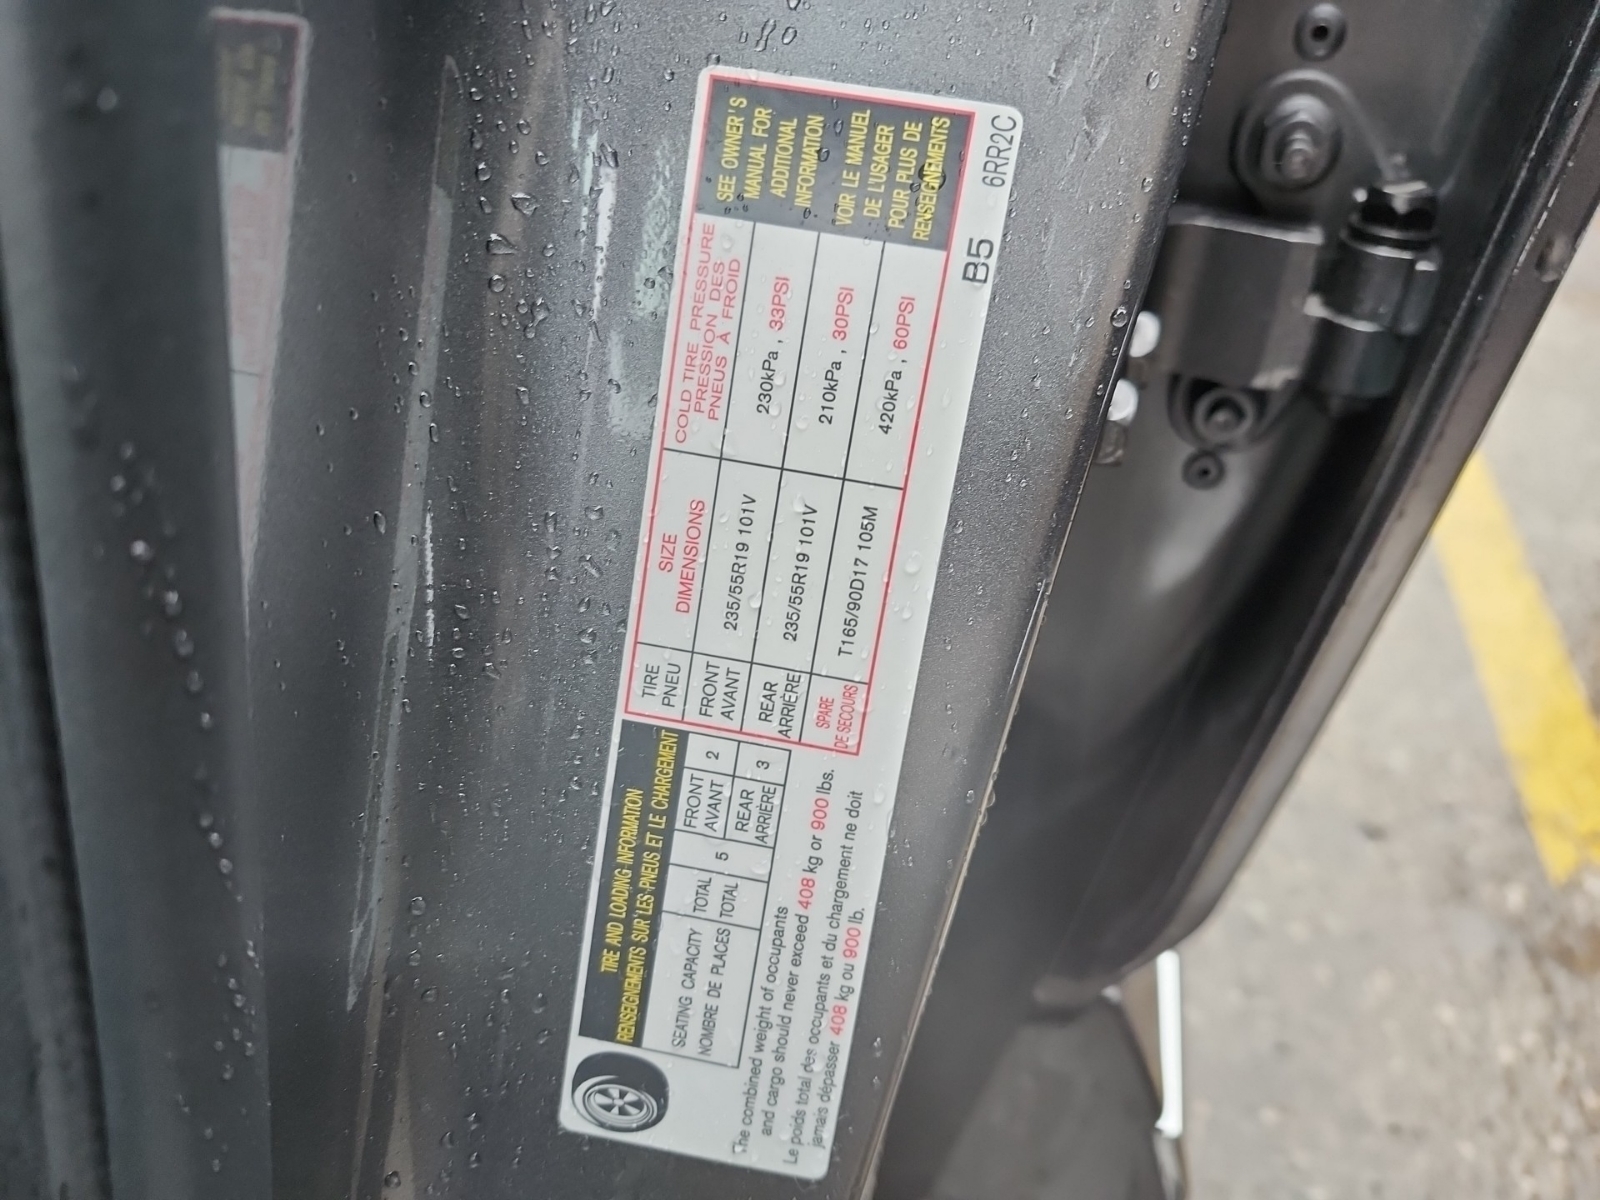 TIRE AND LOADING INFORMATION
RENSEIGNEMENTS SUR LES PNEUS ET LE CHARGEMENT
SEATING CAPACITY
NOMBRE DE PLACES
TOTAL
TOTAL
5
FRONT
AVANT
2
REAR
ARRIÈRE
3
The combined weight of occupants
and cargo should never exceed 408 kg or 900 lbs.
Le poids total des occupants et du chargement ne doit
jamais dépasser 408 kg ou 900 lb.
TIRE
PNEU
SIZE
DIMENSIONS
COLD TIRE PRESSURE
PRESSION DES
PNEUS À FROID
FRONT
AVANT
235/55R19 101V
230kPa , 33PSI
REAR
ARRIÈRE
235/55R19 101V
210kPa , 30PSI
SPARE
DE SECOURS
T165/90D17 105M
420kPa , 60PSI
SEE OWNER'S
MANUAL FOR
ADDITIONAL
INFORMATION
VOIR LE MANUEL
DE L'USAGER
POUR PLUS DE
RENSEIGNEMENTS
B5 6RR2C